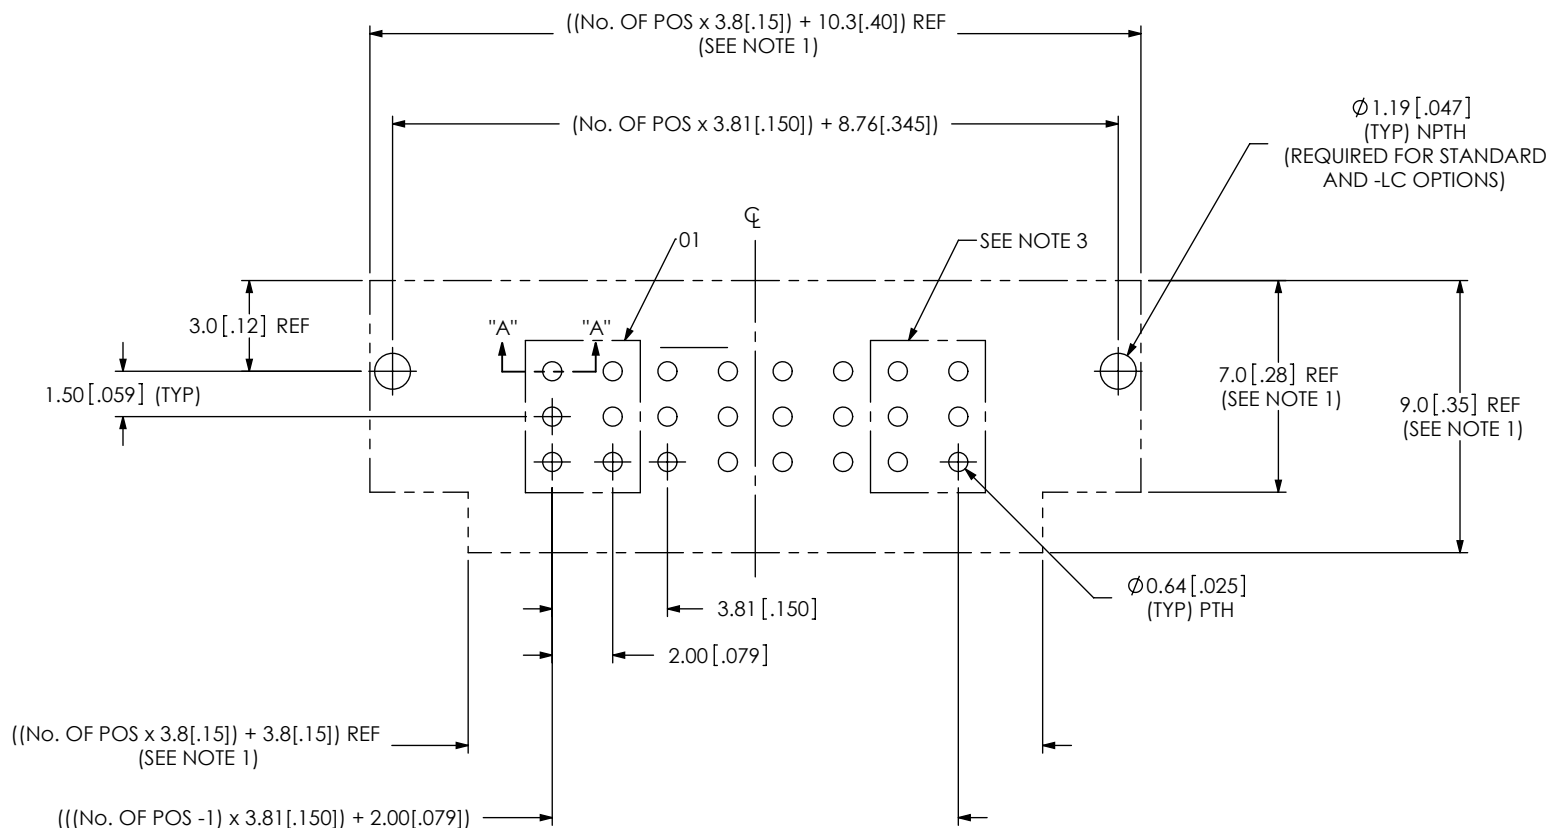 ((No. OF POS x 3.8[.15]) + 10.3[.40]) REF
(SEE NOTE 1)
(No. OF POS x 3.81[.150]) + 8.76[.345])
Ø1.19[.047]
(TYP) NPTH
(REQUIRED FOR STANDARD
AND -LC OPTIONS)
℄
01
SEE NOTE 3
3.0[.12] REF
"A"
"A"
1.50[.059] (TYP)
7.0[.28] REF
(SEE NOTE 1)
9.0[.35] REF
(SEE NOTE 1)
Ø0.64[.025]
(TYP) PTH
3.81[.150]
2.00[.079]
((No. OF POS x 3.8[.15]) + 3.8[.15]) REF
(SEE NOTE 1)
(((No. OF POS -1) x 3.81[.150]) + 2.00[.079])